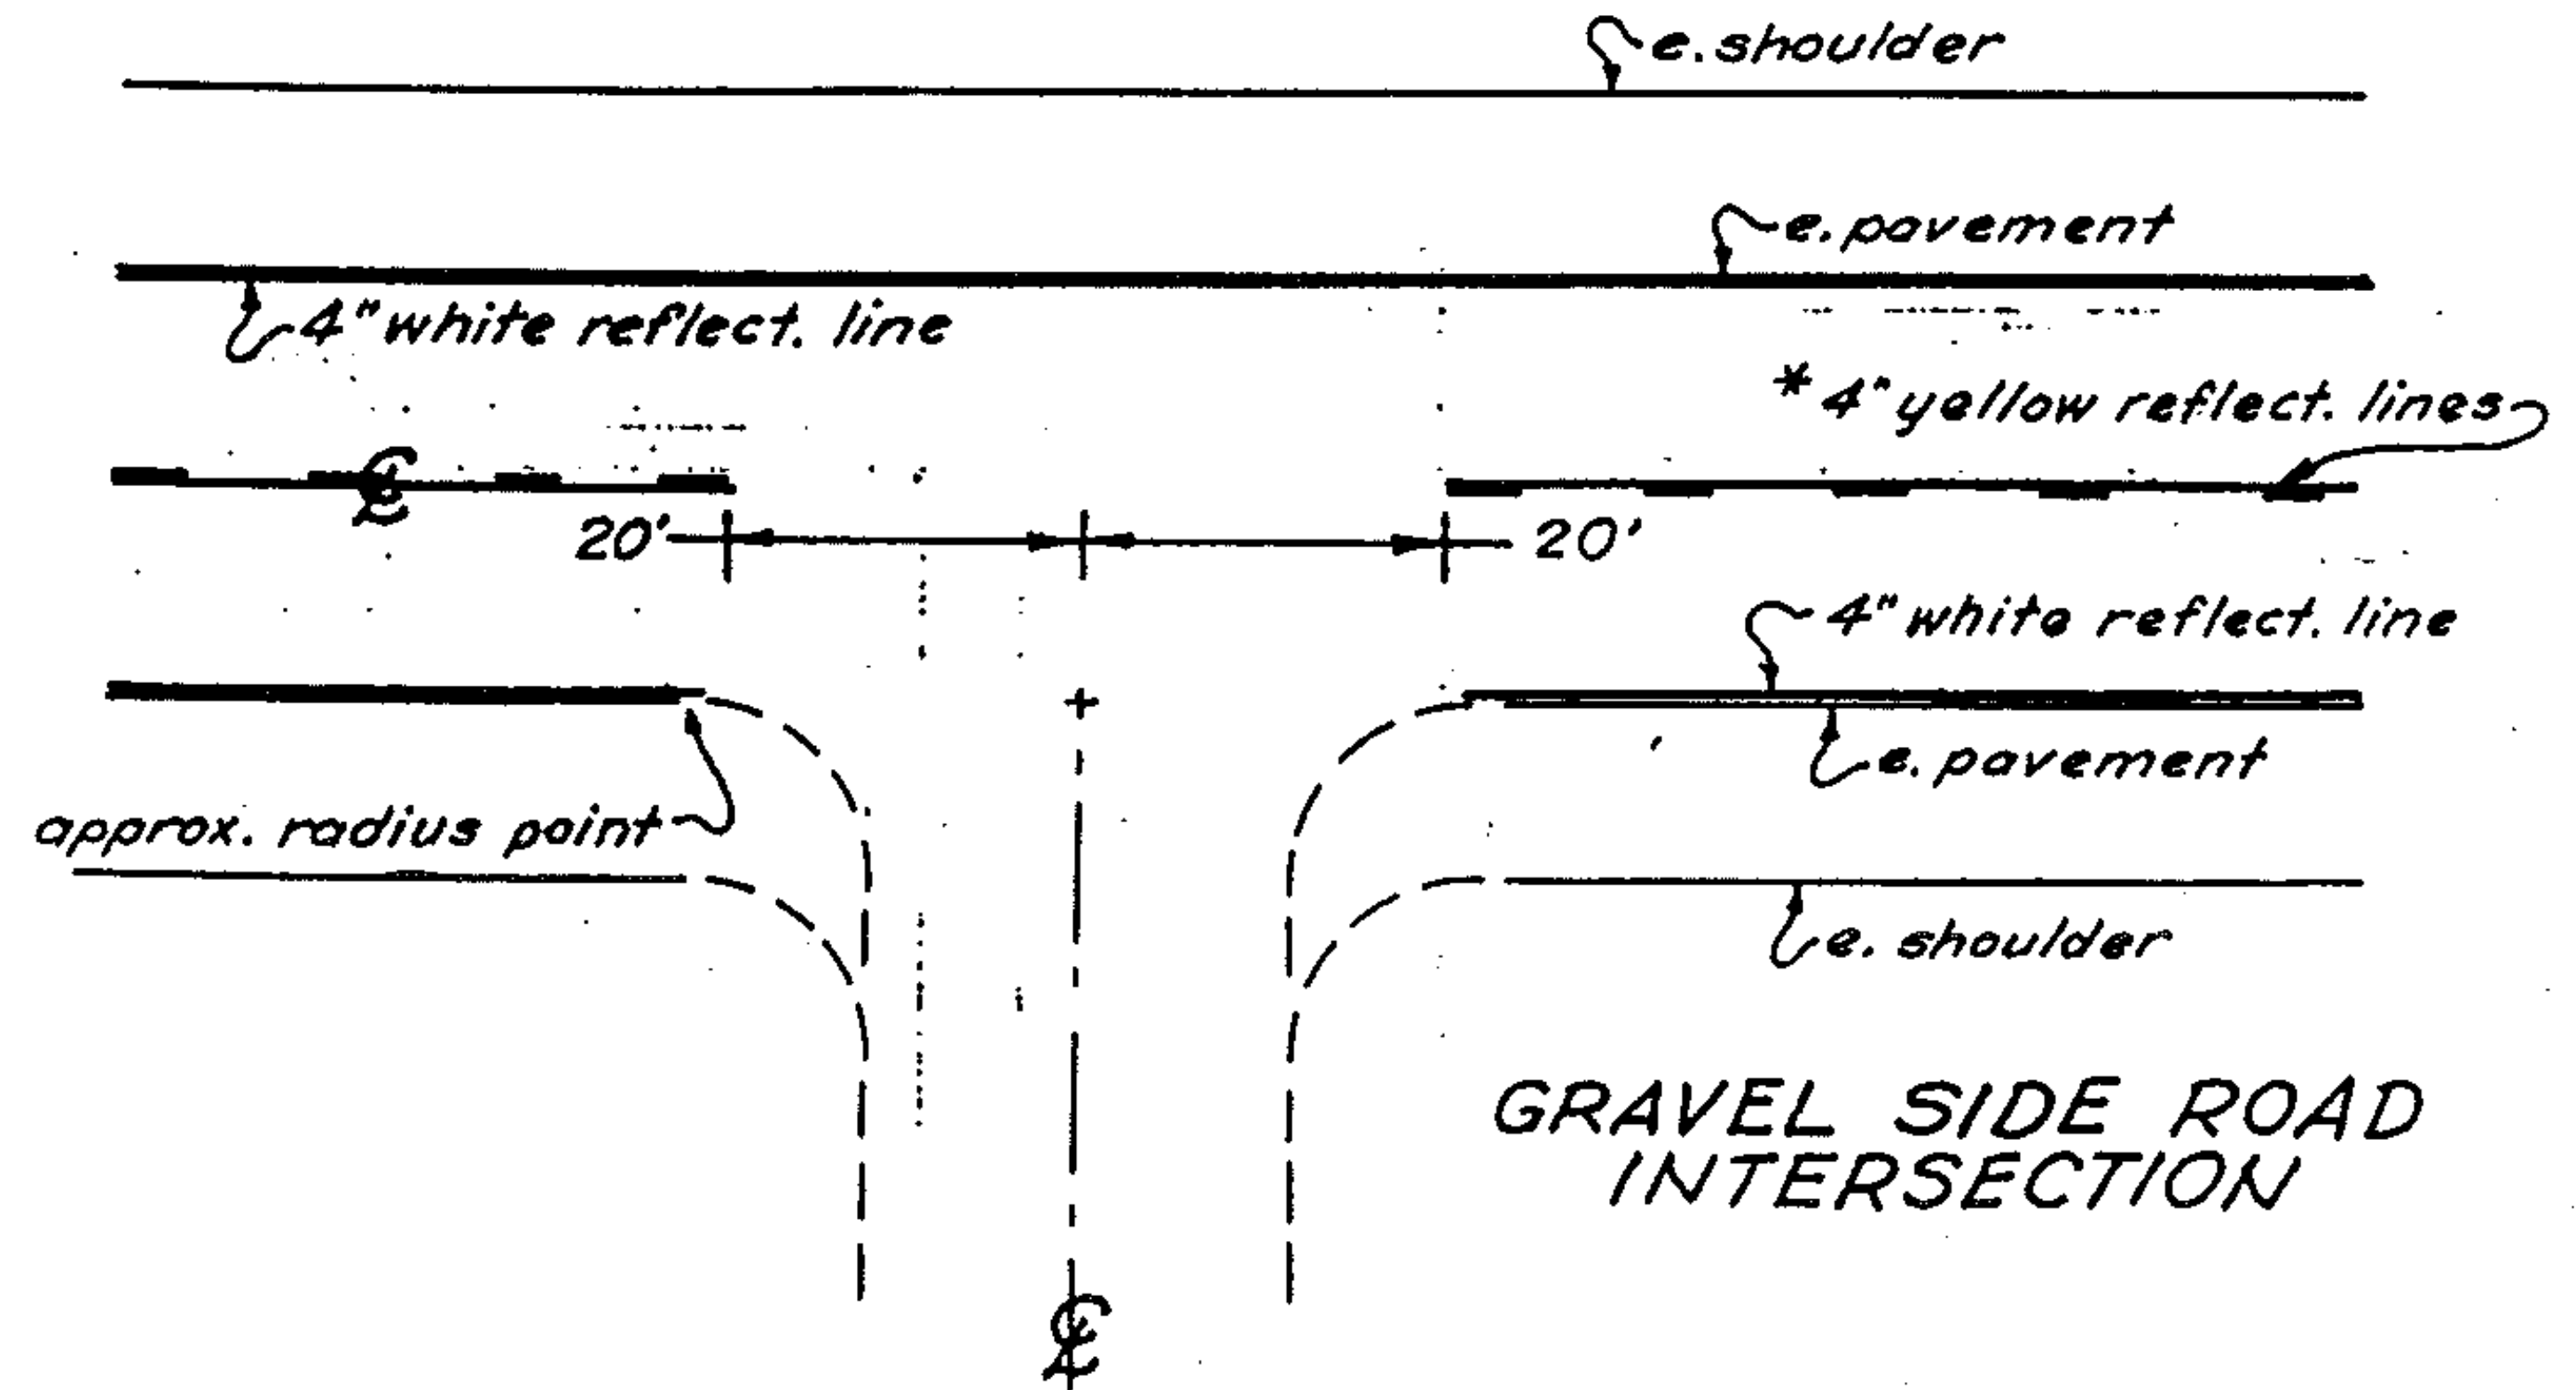 e. shoulder
e. pavement
4" white reflect. line
* 4" yellow reflect. lines
℄
20'
20'
4" white reflect. line
e. pavement
approx. radius point
e. shoulder
GRAVEL SIDE ROAD
INTERSECTION
℄